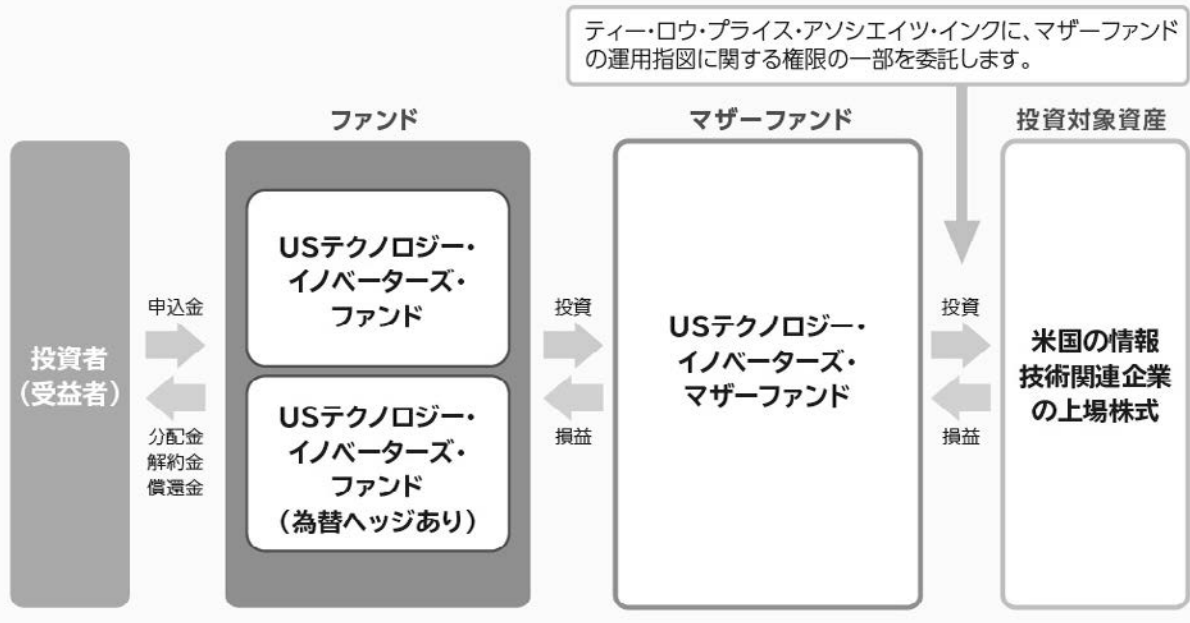 ティー・ロウ・プライス・アソシエイツ・インクに、マザーファンド
の運用指図に関する権限の一部を委託します。
ファンド
マザーファンド
投資対象資産
投資者
(受益者)
申込金
分配金
解約金
償還金
USテクノロジー・
イノベーターズ・
ファンド
USテクノロジー・
イノベーターズ・
ファンド
(為替ヘッジあり)
投資
損益
USテクノロジー・
イノベーターズ・
マザーファンド
投資
損益
米国の情報
技術関連企業
の上場株式